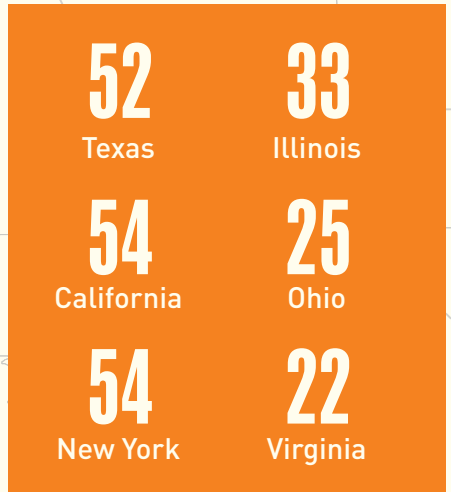 52 33
Texas Illinois
54 25
California Ohio
54 22
New York Virginia